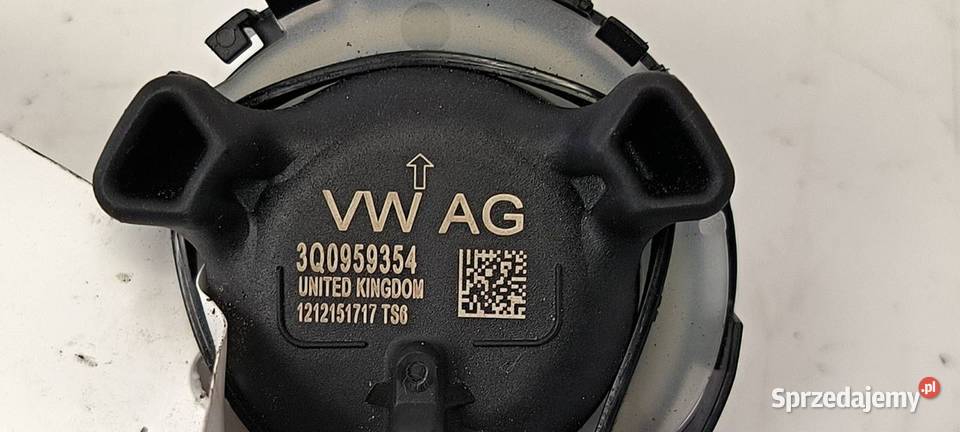 VW AG
3Q0959354
UNITED KINGDOM
1212151717 TS6
Sprzedajemy.pl